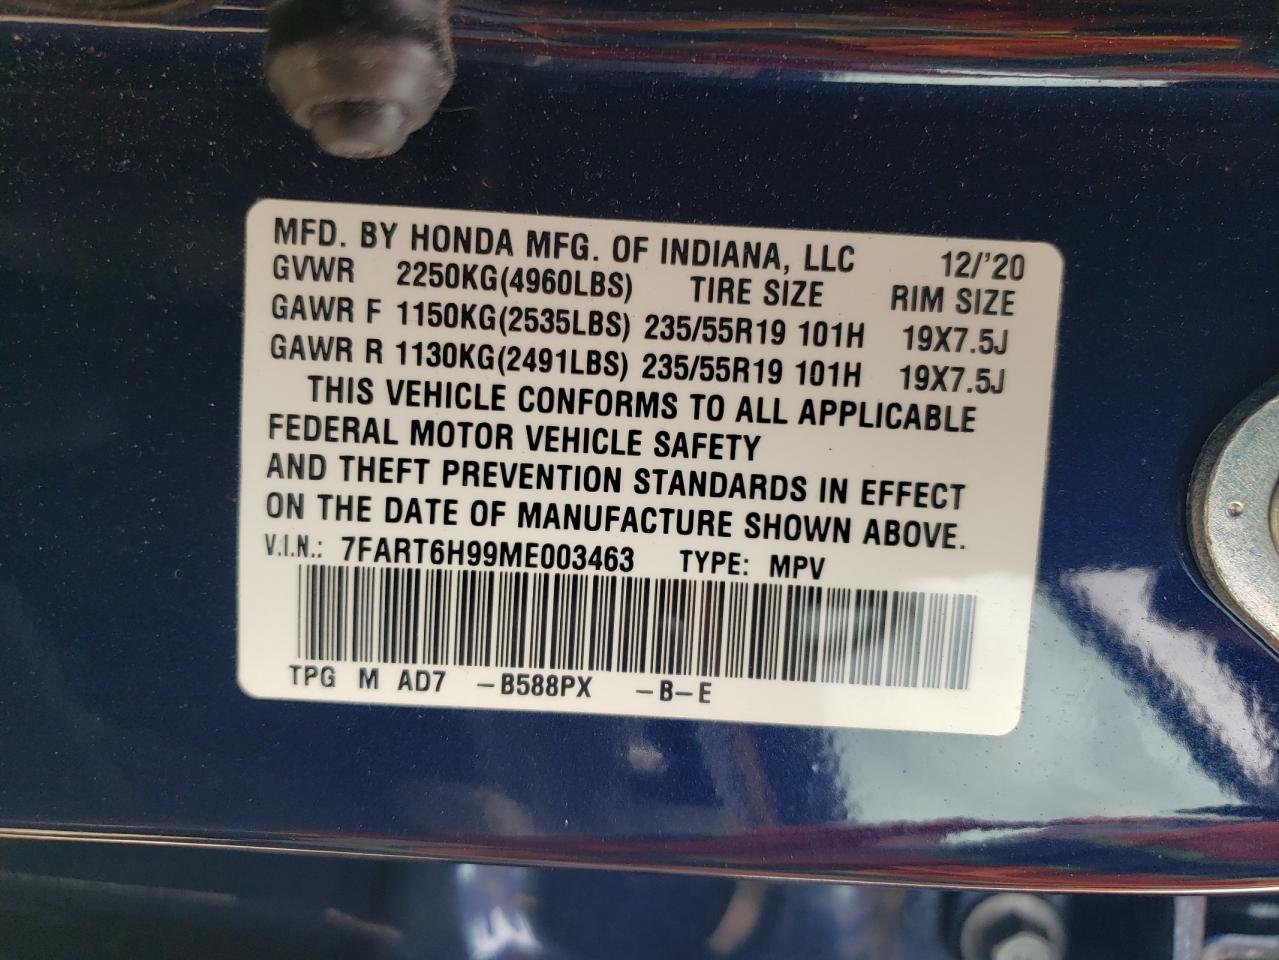 MFD. BY HONDA MFG. OF INDIANA, LLC 12/'20
GVWR 2250KG(4960LBS) TIRE SIZE RIM SIZE
GAWR F 1150KG(2535LBS) 235/55R19 101H 19X7.5J
GAWR R 1130KG(2491LBS) 235/55R19 101H 19X7.5J
THIS VEHICLE CONFORMS TO ALL APPLICABLE
FEDERAL MOTOR VEHICLE SAFETY
AND THEFT PREVENTION STANDARDS IN EFFECT
ON THE DATE OF MANUFACTURE SHOWN ABOVE.
V.I.N.: 7FART6H99ME003463 TYPE: MPV
TPG M AD7 -B588PX -B-E